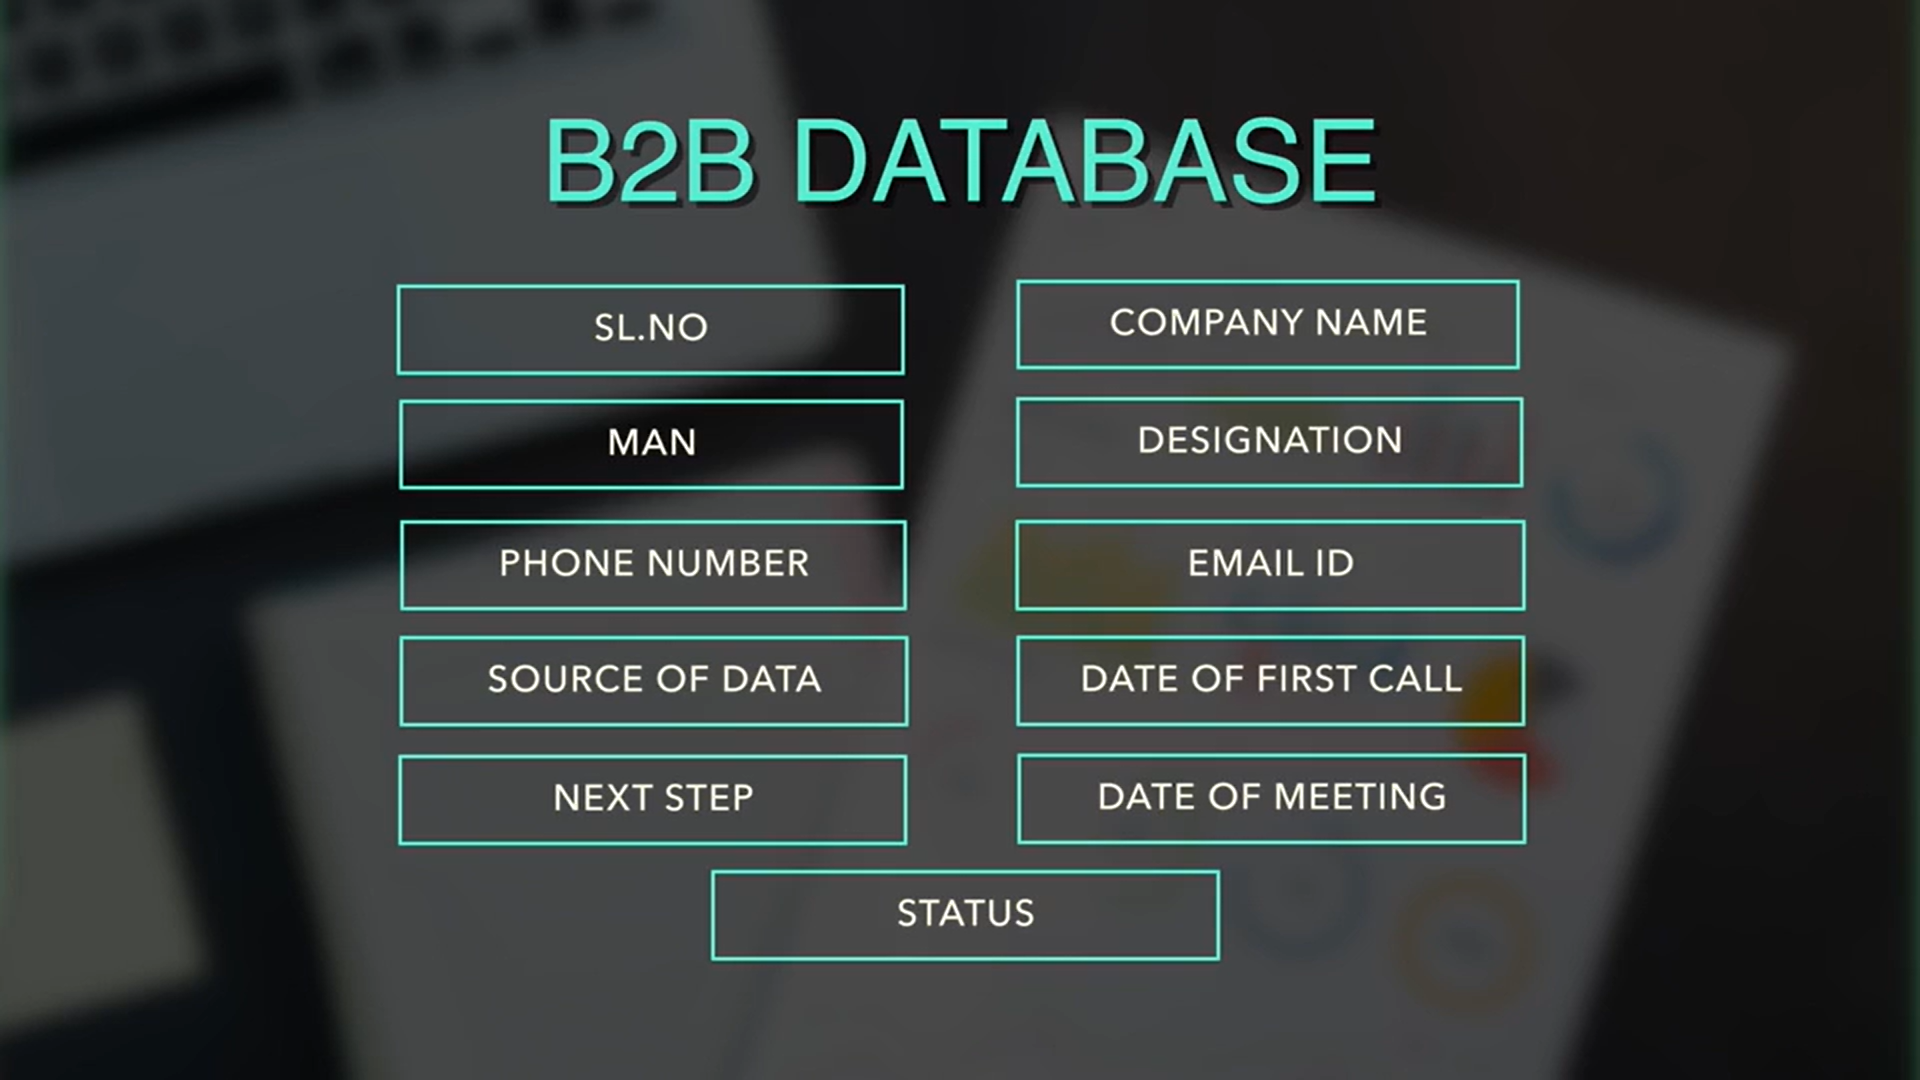 B2B DATABASE
SL.NO
COMPANY NAME
MAN
DESIGNATION
PHONE NUMBER
EMAIL ID
SOURCE OF DATA
DATE OF FIRST CALL
NEXT STEP
DATE OF MEETING
STATUS